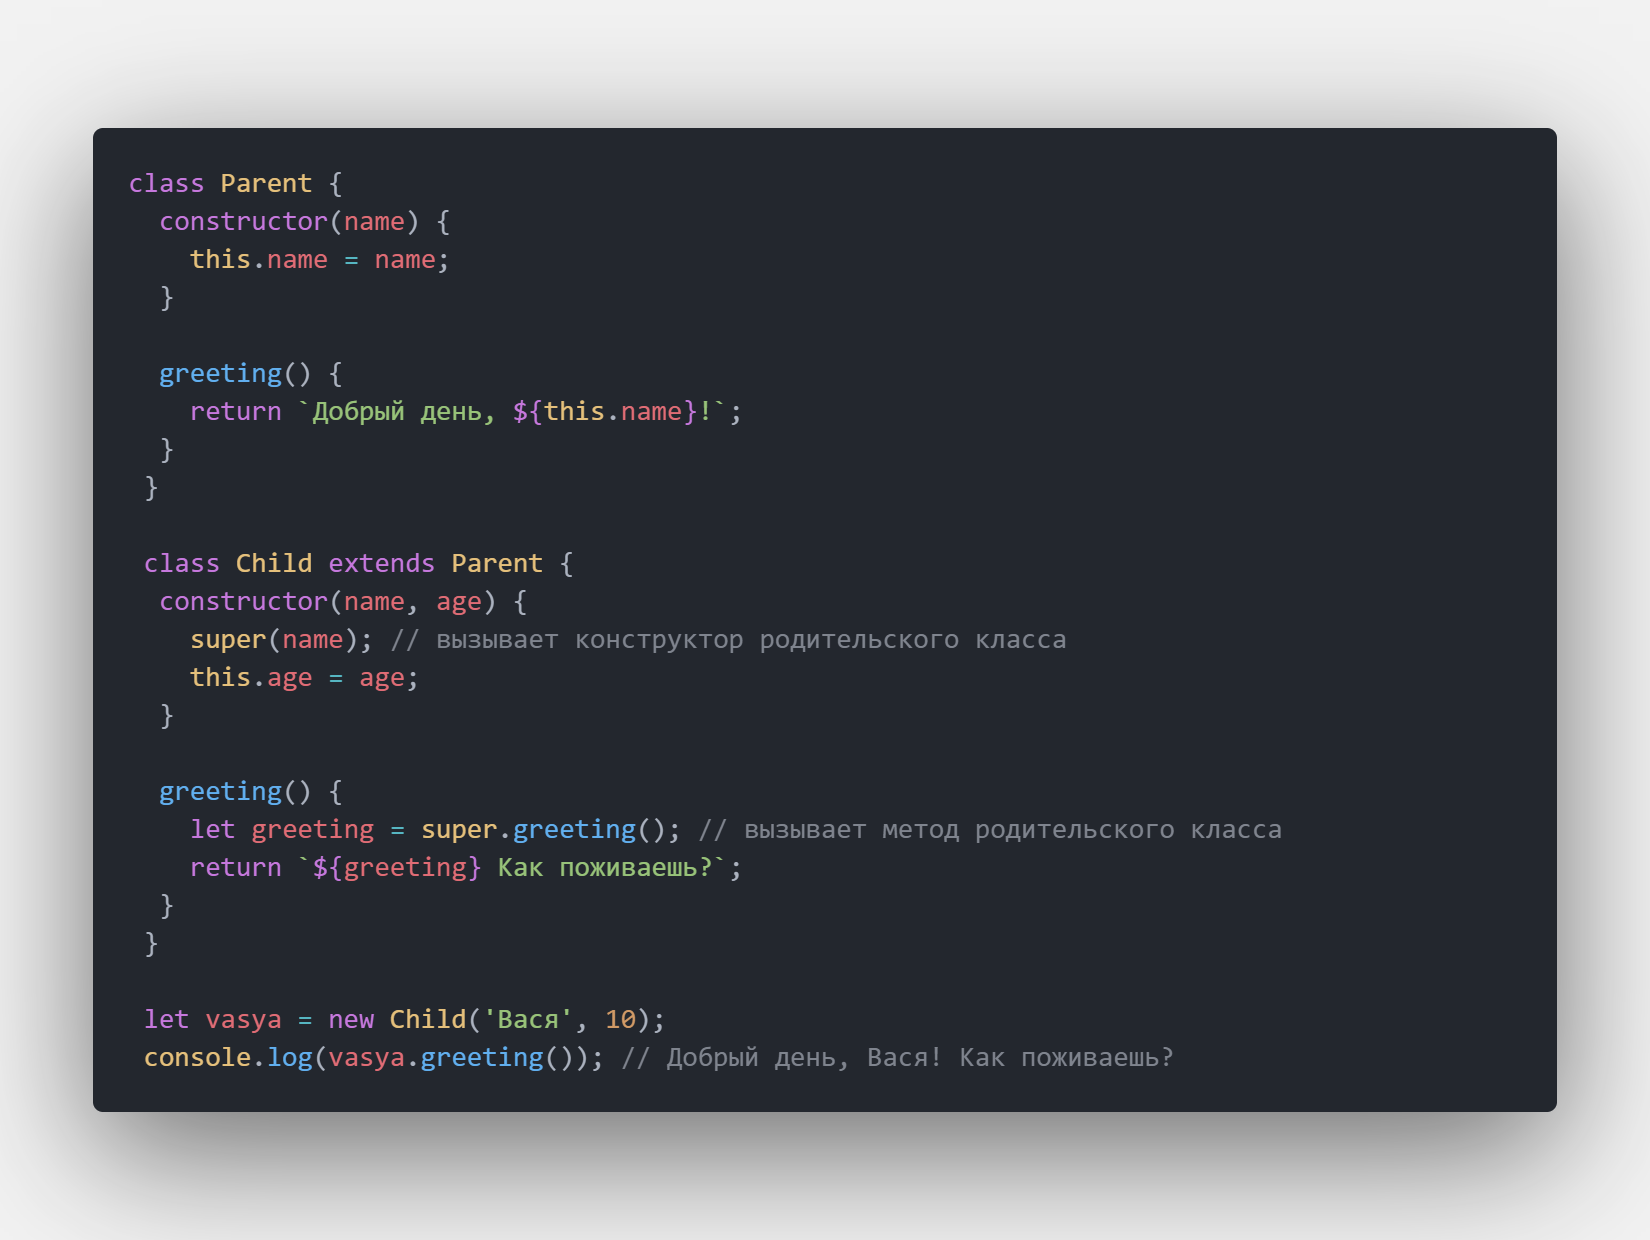 class Parent {
constructor(name) {
this.name = name;
}
greeting() {
return `Добрый день, ${this.name}!`;
}
}
class Child extends Parent {
constructor(name, age) {
super(name); // вызывает конструктор родительского класса
this.age = age;
}
greeting() {
let greeting = super.greeting(); // вызывает метод родительского класса
return `${greeting} Как поживаешь?`;
}
}
let vasya = new Child('Вася', 10);
console.log(vasya.greeting()); // Добрый день, Вася! Как поживаешь?